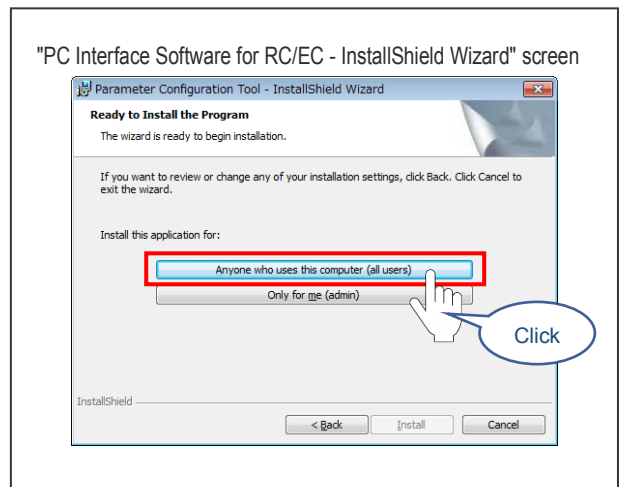 "PC Interface Software for RC/EC - InstallShield Wizard" screen
Parameter Configuration Tool - InstallShield Wizard
Ready to Install the Program
The wizard is ready to begin installation.
If you want to review or change any of your installation settings, click Back. Click Cancel to
exit the wizard.
Install this application for:
Anyone who uses this computer (all users)
Only for me (admin)
Click
InstallShield
< Back
Install
Cancel